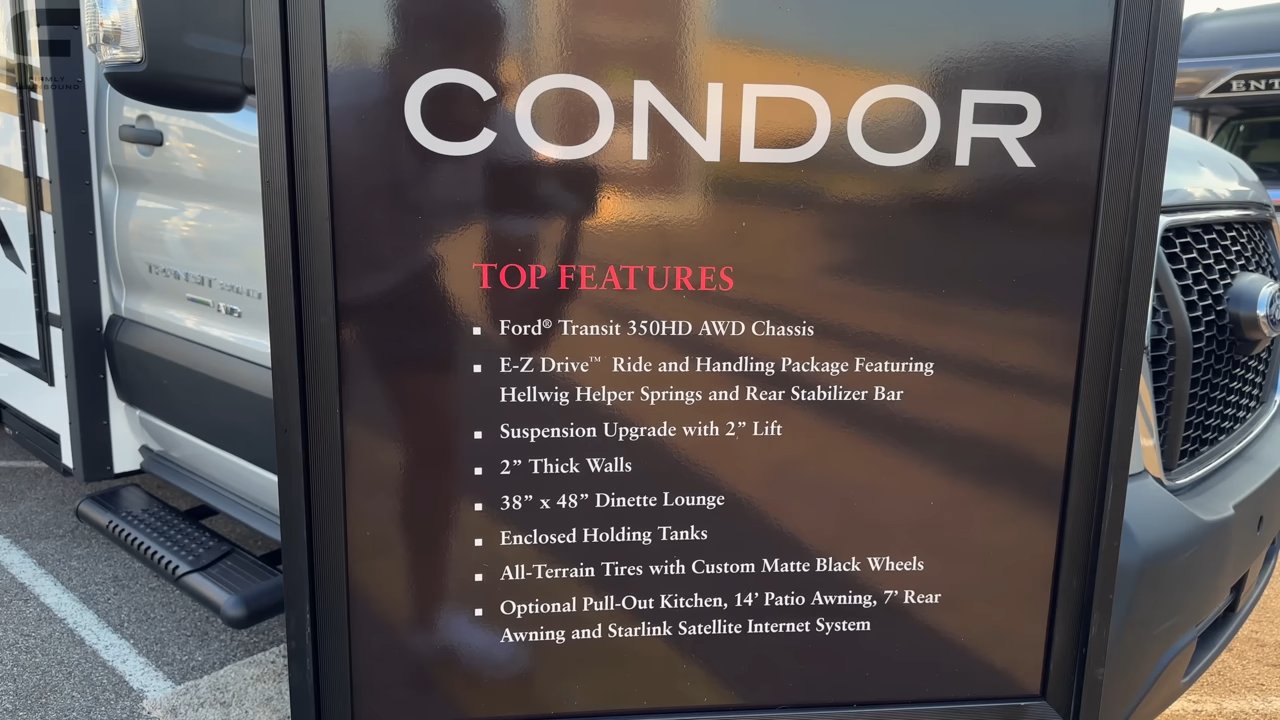 CONDOR
TOP FEATURES
▪ Ford® Transit 350HD AWD Chassis
▪ E-Z Drive™ Ride and Handling Package Featuring
Hellwig Helper Springs and Rear Stabilizer Bar
▪ Suspension Upgrade with 2” Lift
▪ 2” Thick Walls
▪ 38” x 48” Dinette Lounge
▪ Enclosed Holding Tanks
▪ All-Terrain Tires with Custom Matte Black Wheels
▪ Optional Pull-Out Kitchen, 14’ Patio Awning, 7’ Rear
Awning and Starlink Satellite Internet System
TRANSIT
AWD
ENT